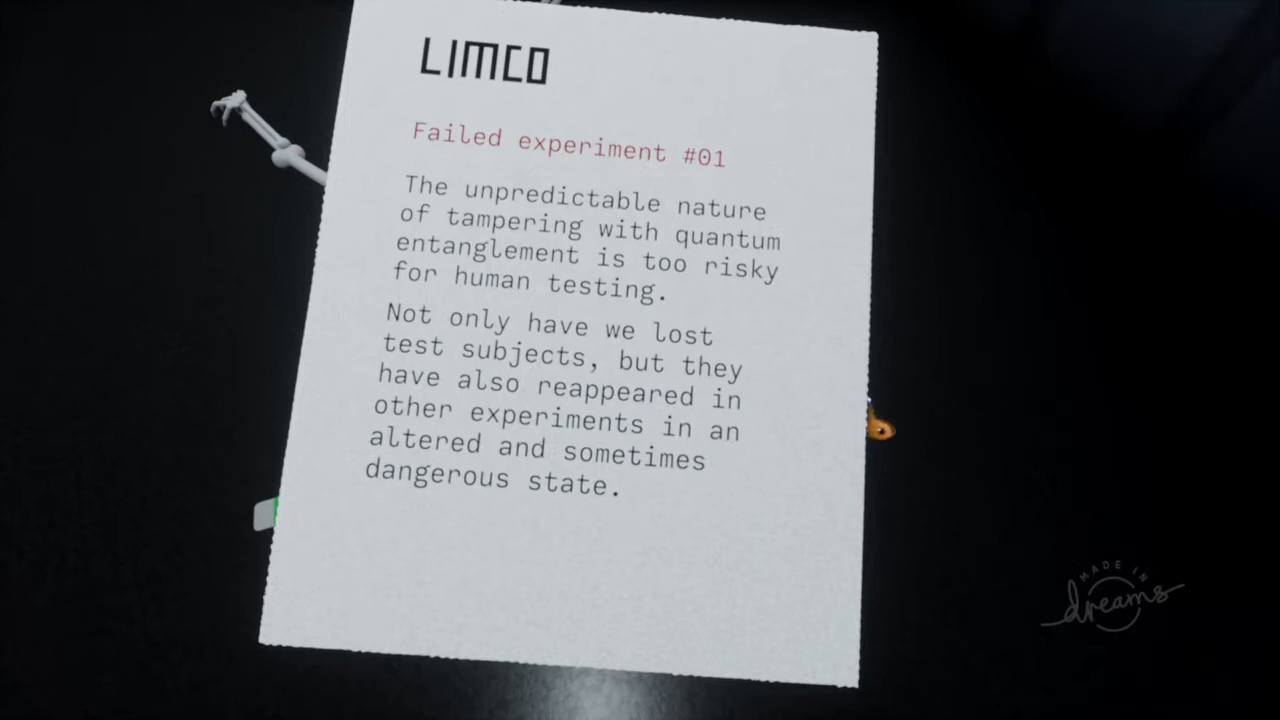 LIMCO
Failed experiment #01
The unpredictable nature
of tampering with quantum
entanglement is too risky
for human testing.
Not only have we lost
test subjects, but they
have also reappeared in
other experiments in an
altered and sometimes
dangerous state.
MADE IN
dreams